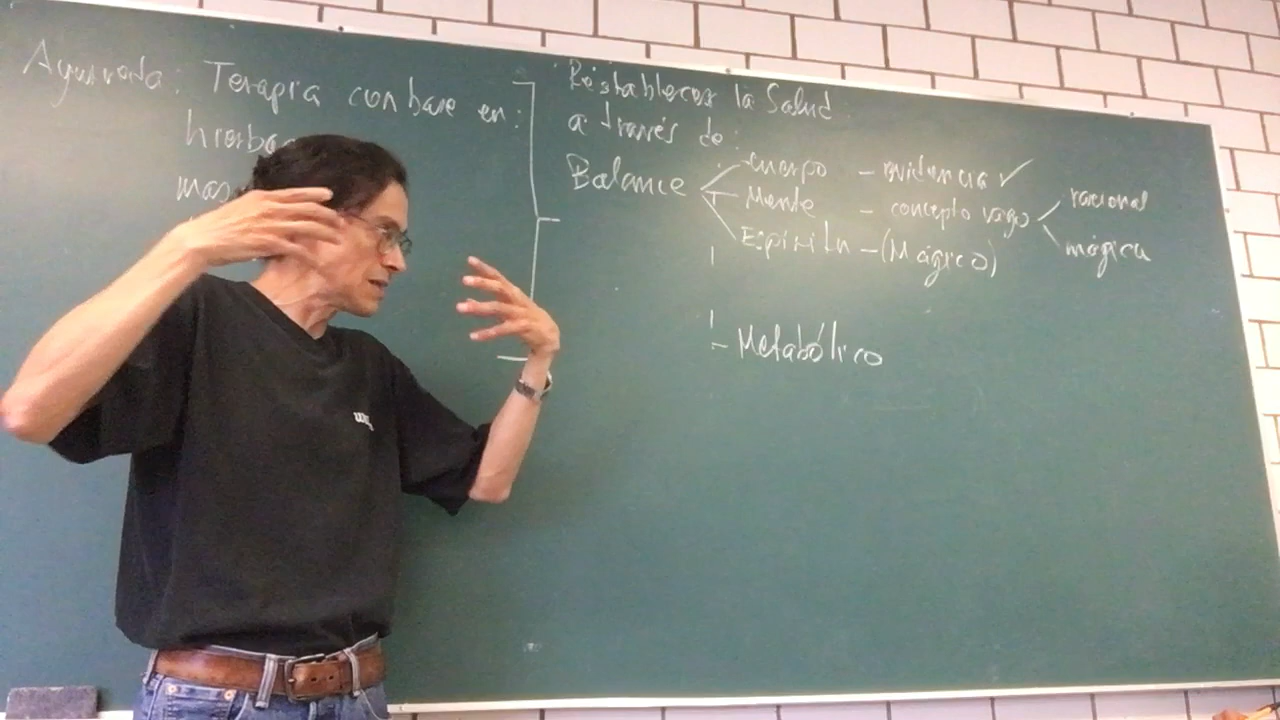 Ayurveda: Terapia con base en:
hierba
mas
Restablecer la Salud
a través de:
Balance
Cuerpo - evidencia ✓
Mente - concepto vago
racional
mágica
Espíritu - (Mágico)
- Metabólico